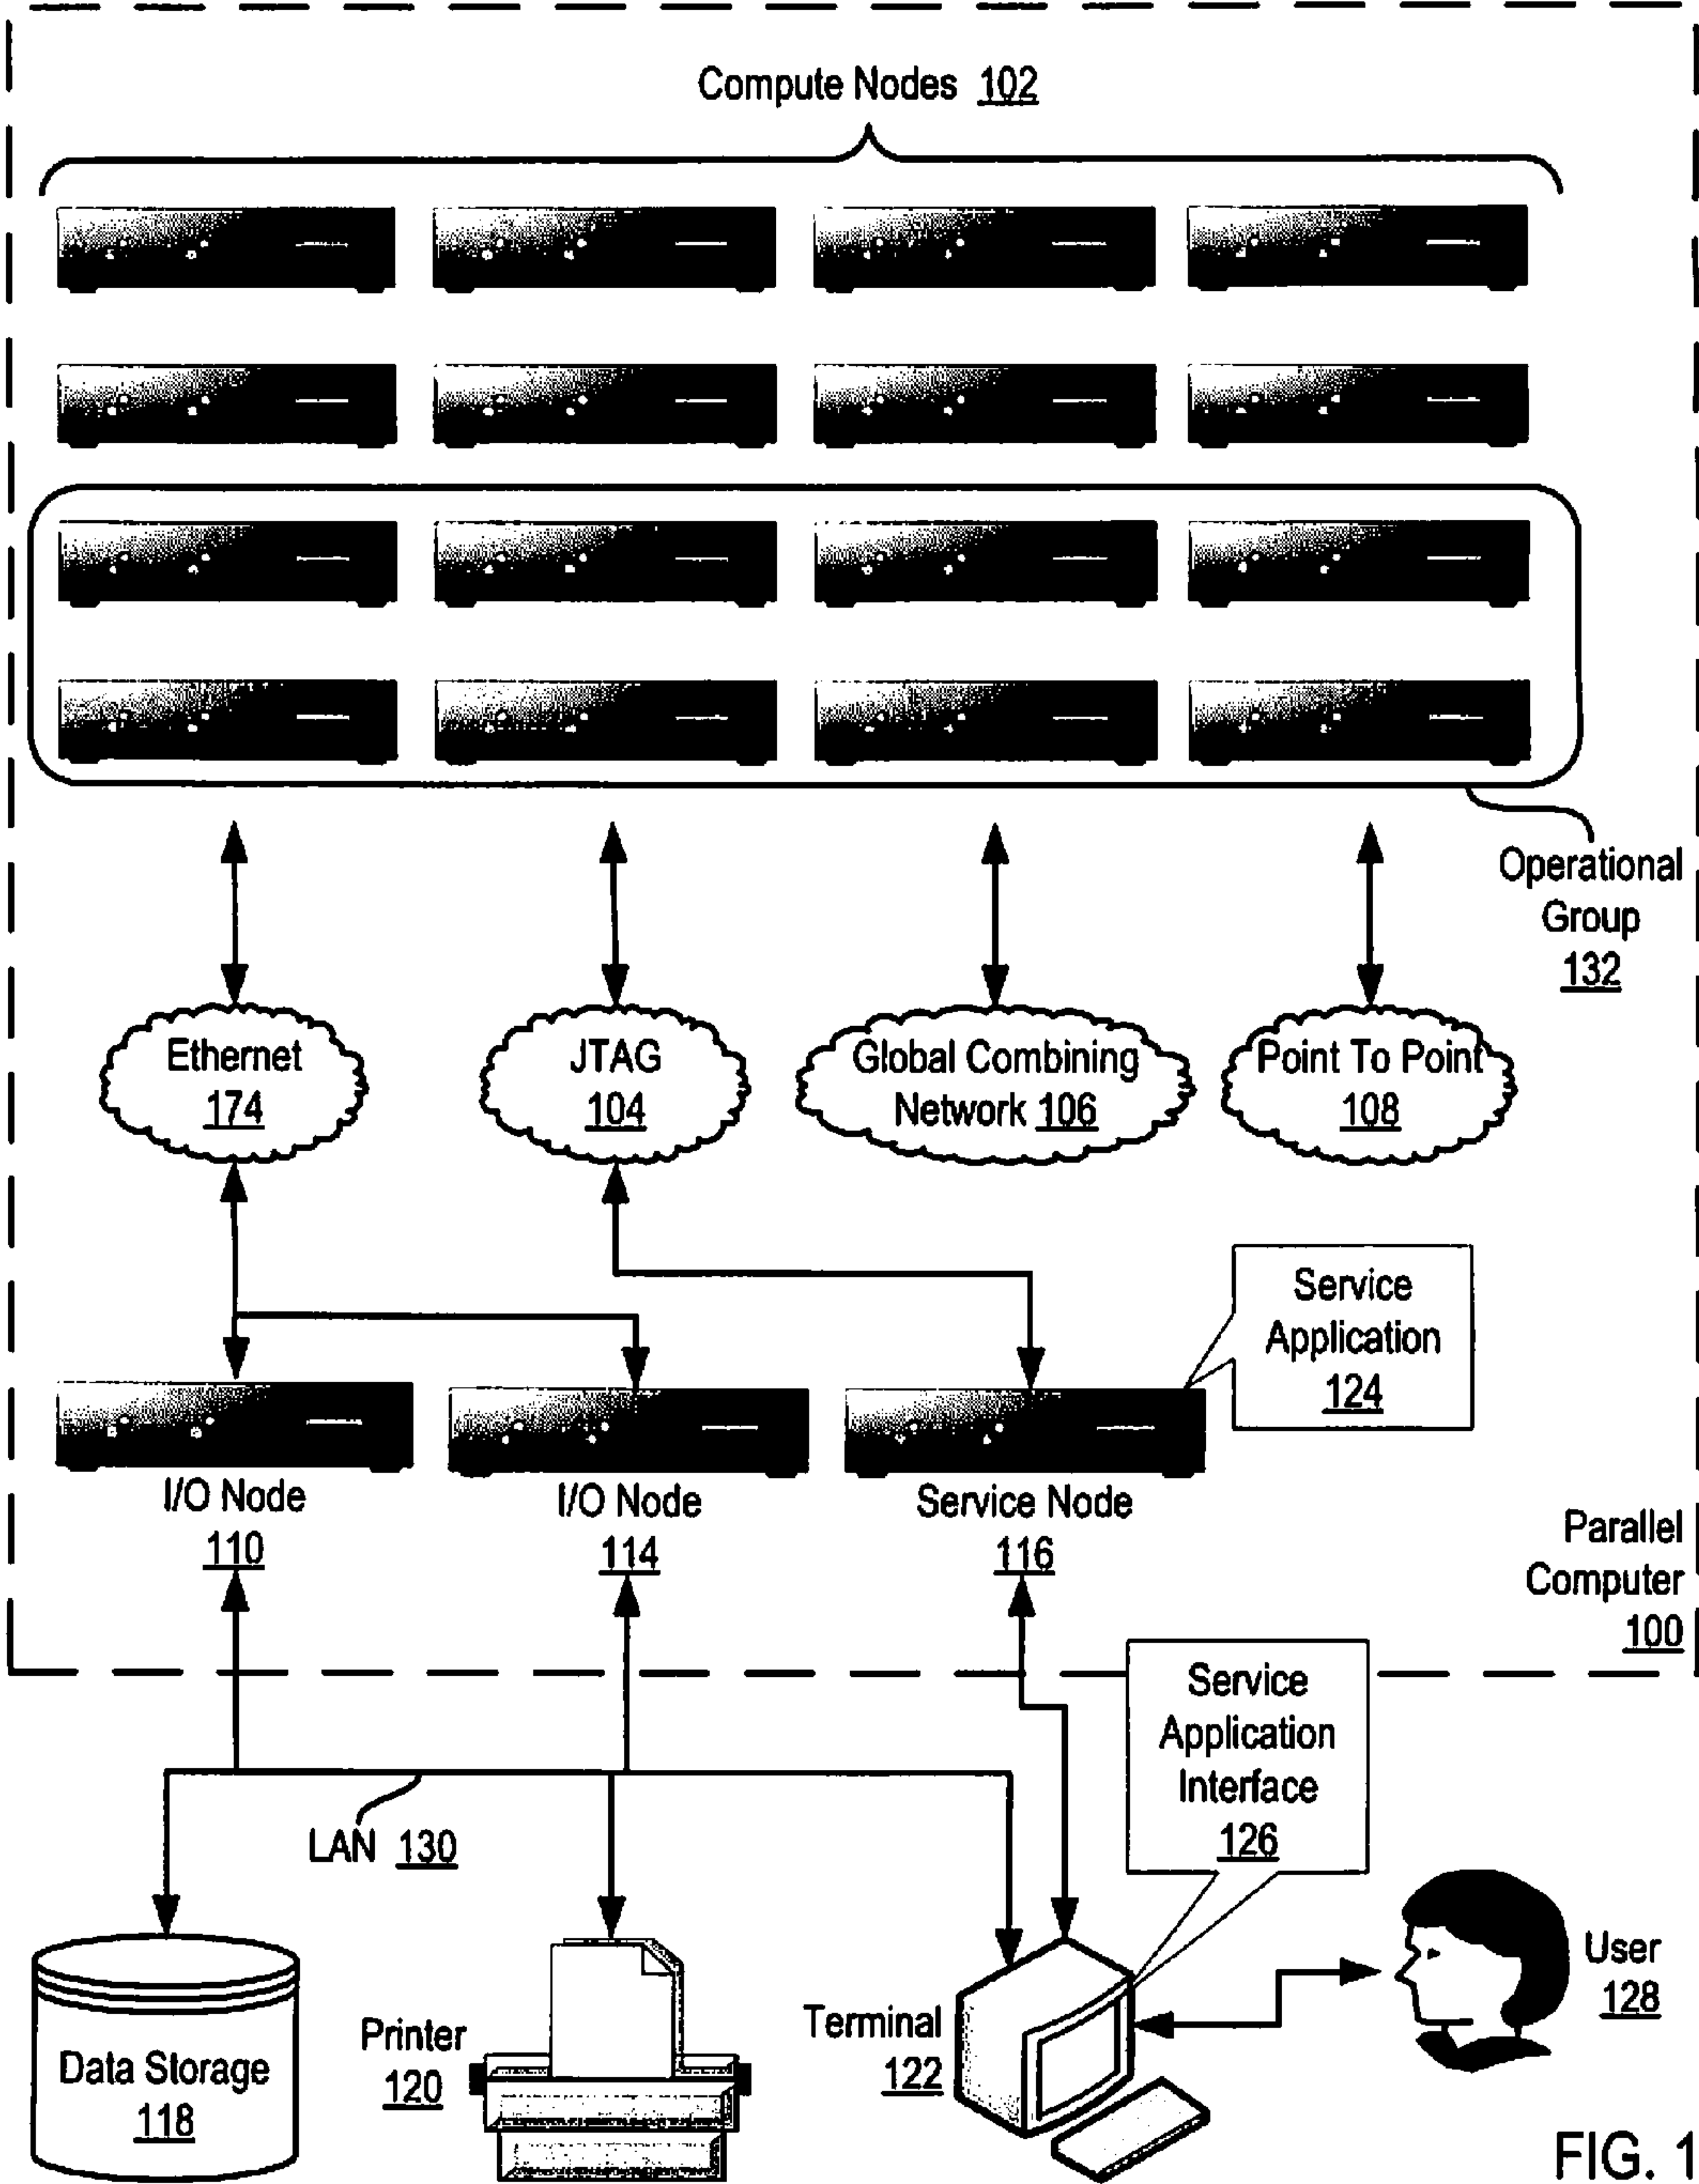 Compute Nodes 102
Operational
Group
132
Ethernet
174
JTAG
104
Global Combining
Network 106
Point To Point
108
Service
Application
124
I/O Node
110
I/O Node
114
Service Node
116
Parallel
Computer
100
Service
Application
Interface
126
LAN 130
Data Storage
118
Printer
120
Terminal
122
User
128
FIG. 1